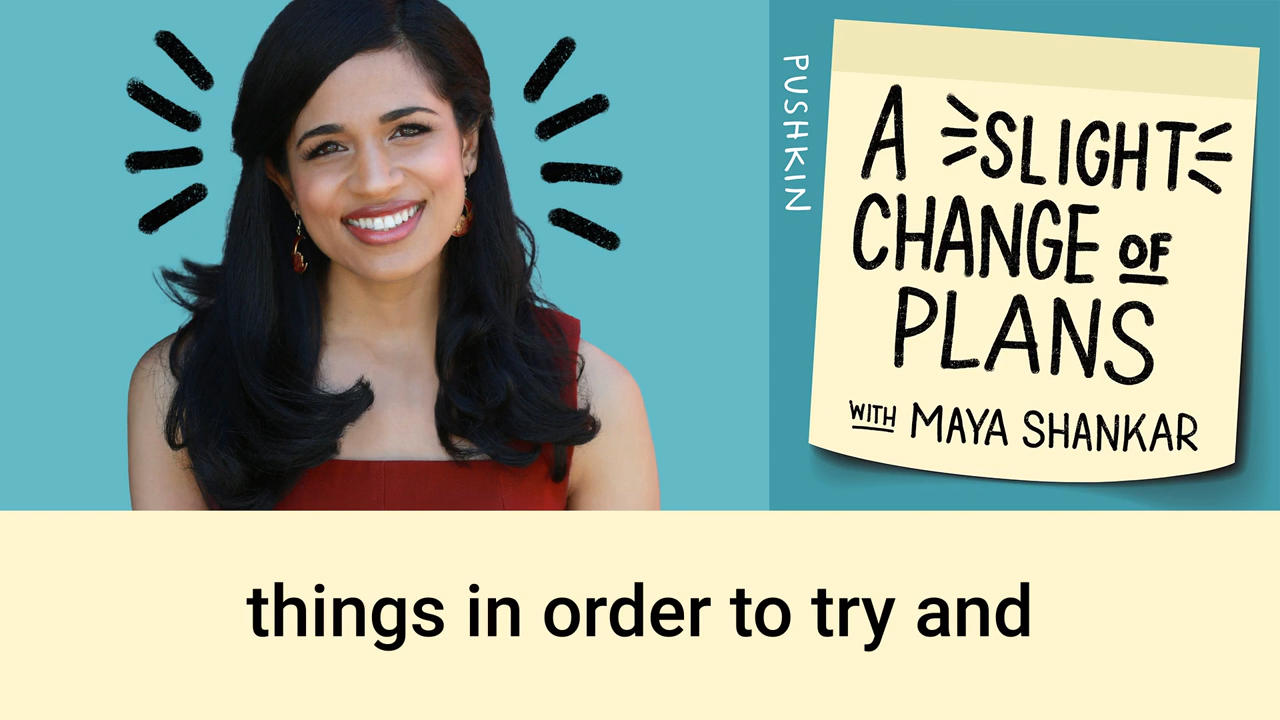 PUSHKIN
A SLIGHT
CHANGE OF
PLANS
WITH MAYA SHANKAR
things in order to try and